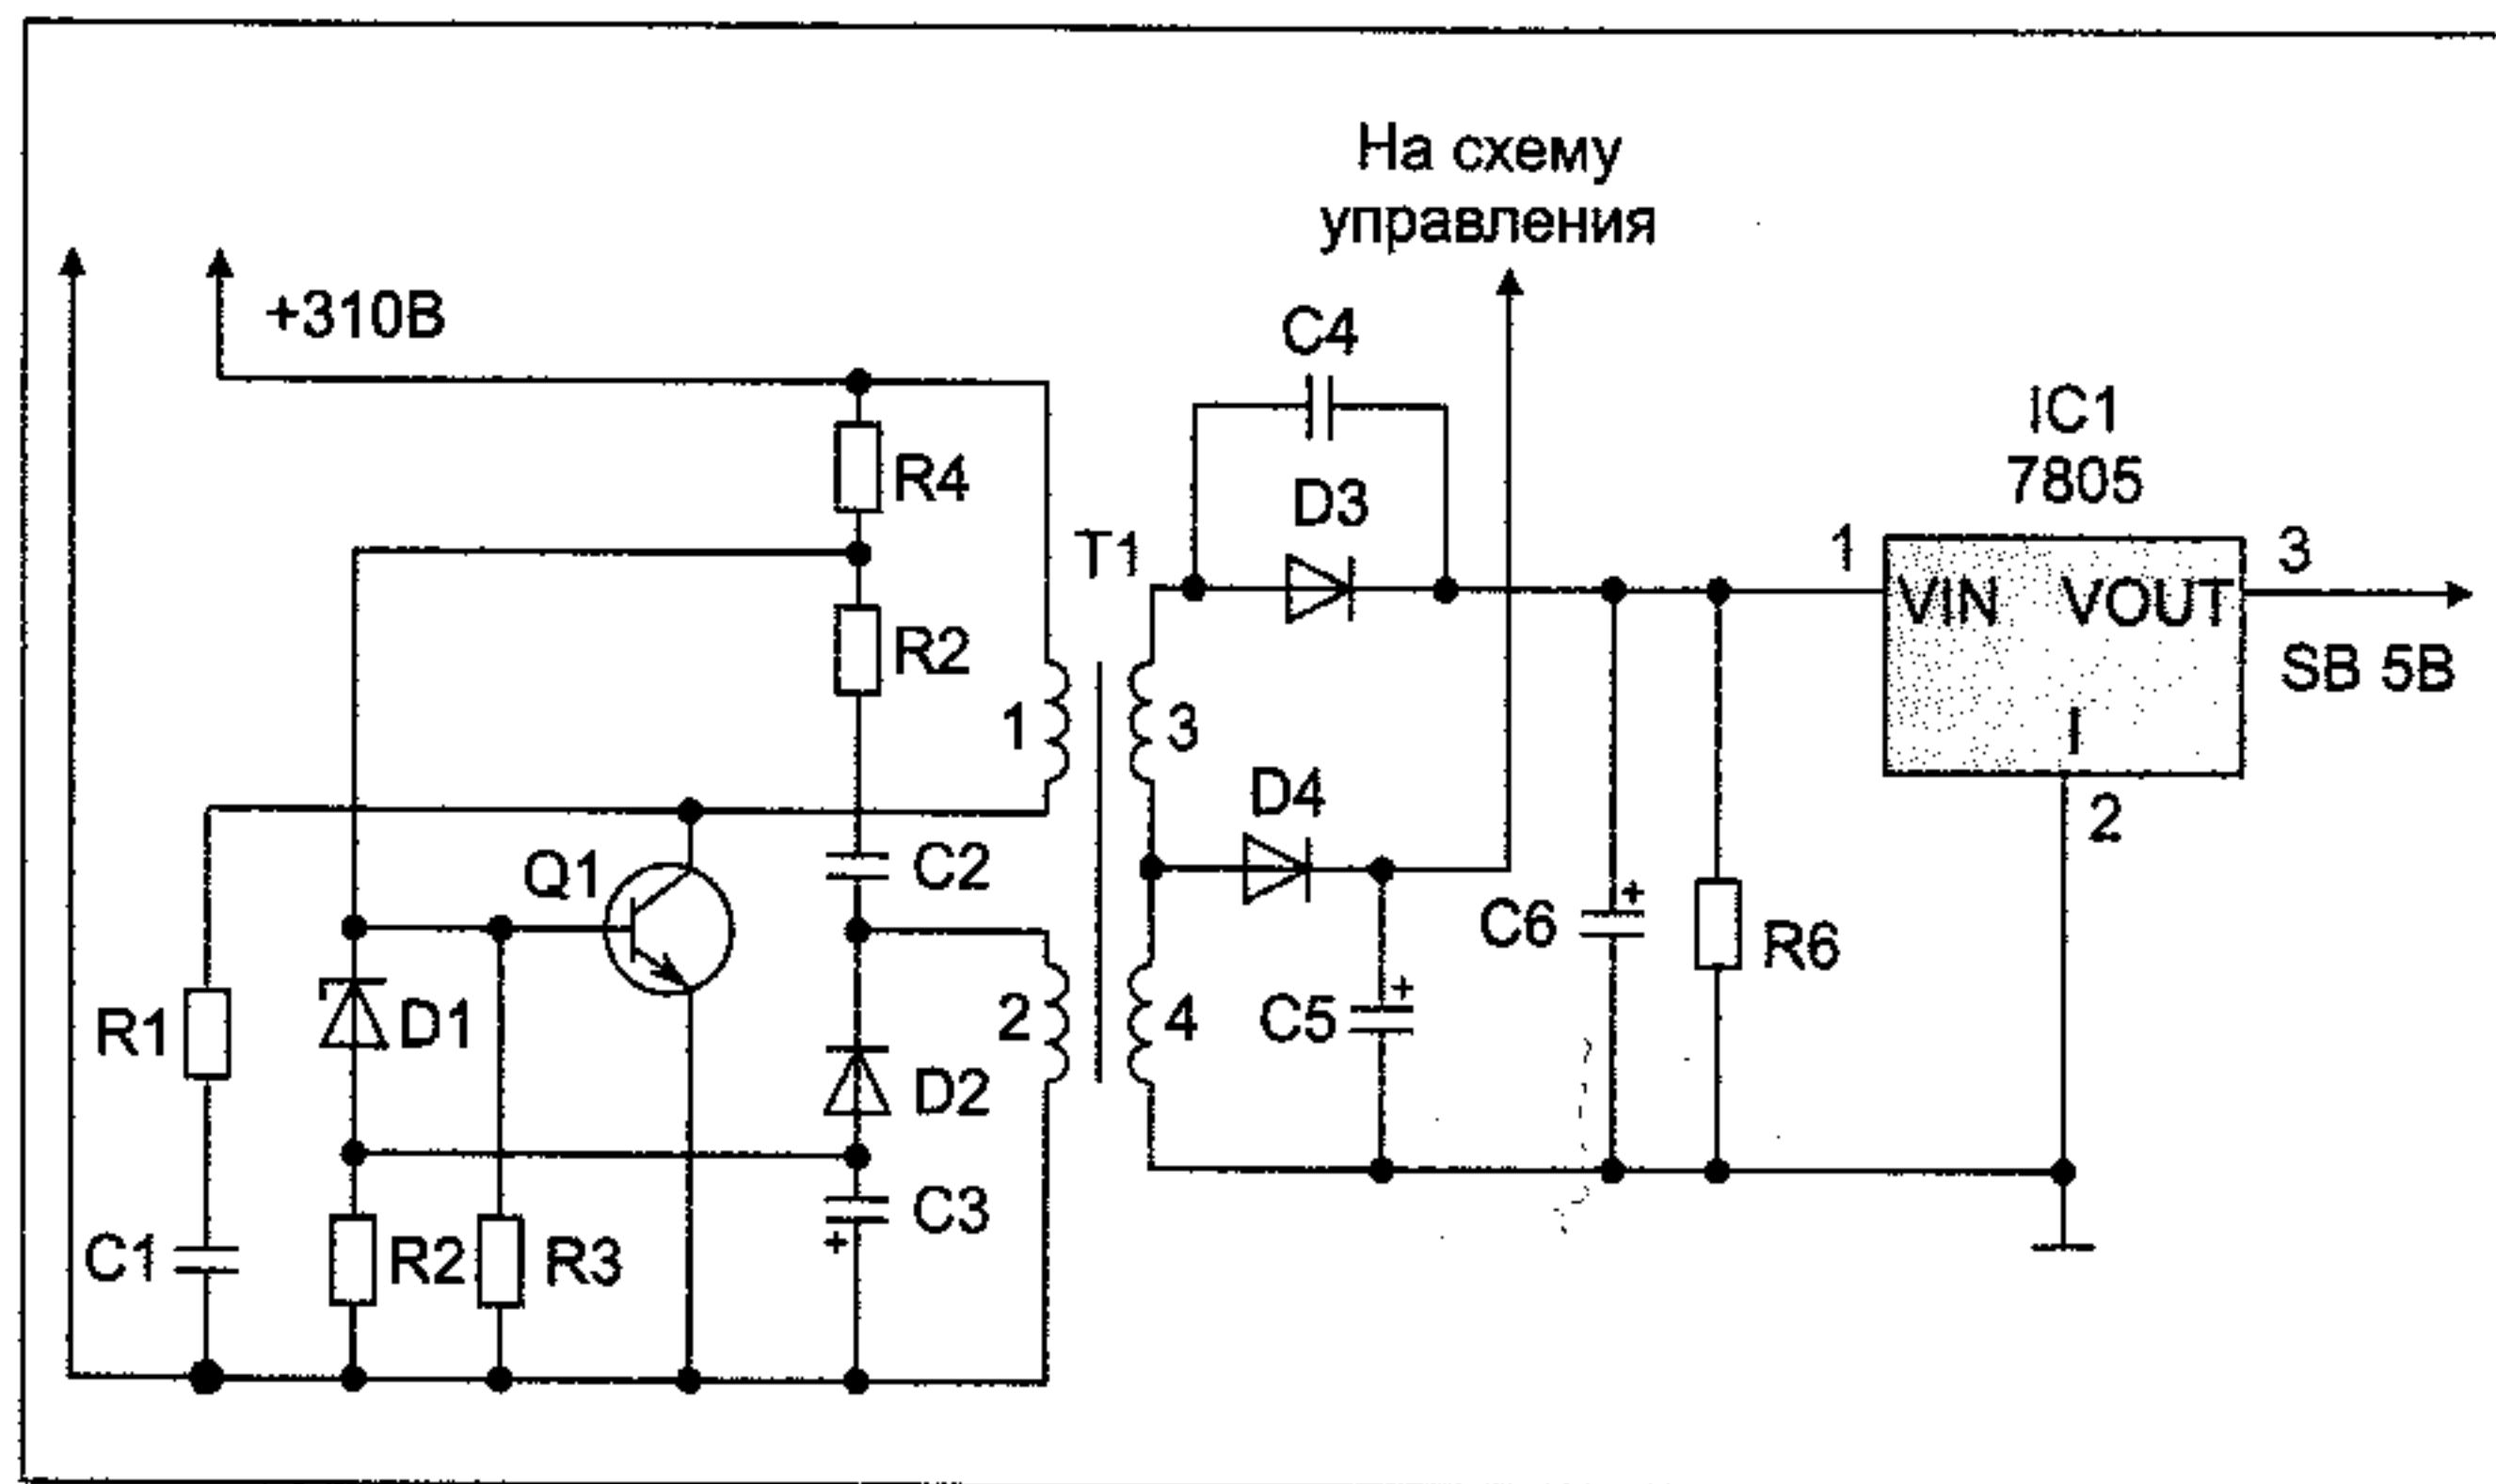 На схему
управления
+310В
C4
IC1
7805
D3
R4
T1
1
3
VIN VOUT
SB 5В
R2
1
3
I
2
D4
Q1
C2
C6
R6
R1
D1
2
4
C5
D2
C3
+
+
+
C1
R2
R3